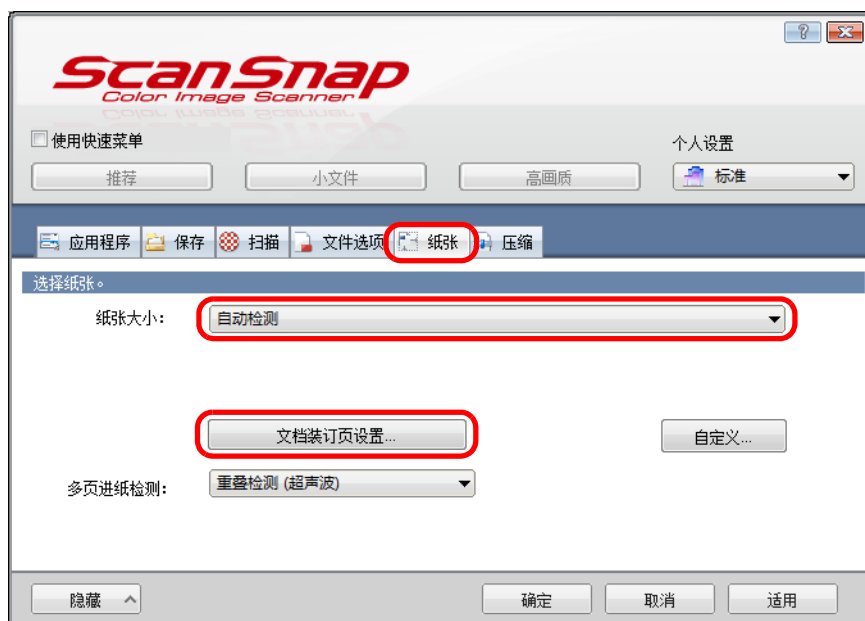 ScanSnap
Color Image Scanner
使用快速菜单
个人设置
推荐 小文件 高画质 标准
应用程序 保存 扫描 文件选项 纸张 压缩
选择纸张。
纸张大小： 自动检测
文档装订页设置... 自定义...
多页进纸检测： 重叠检测 (超声波)
隐藏 确定 取消 适用